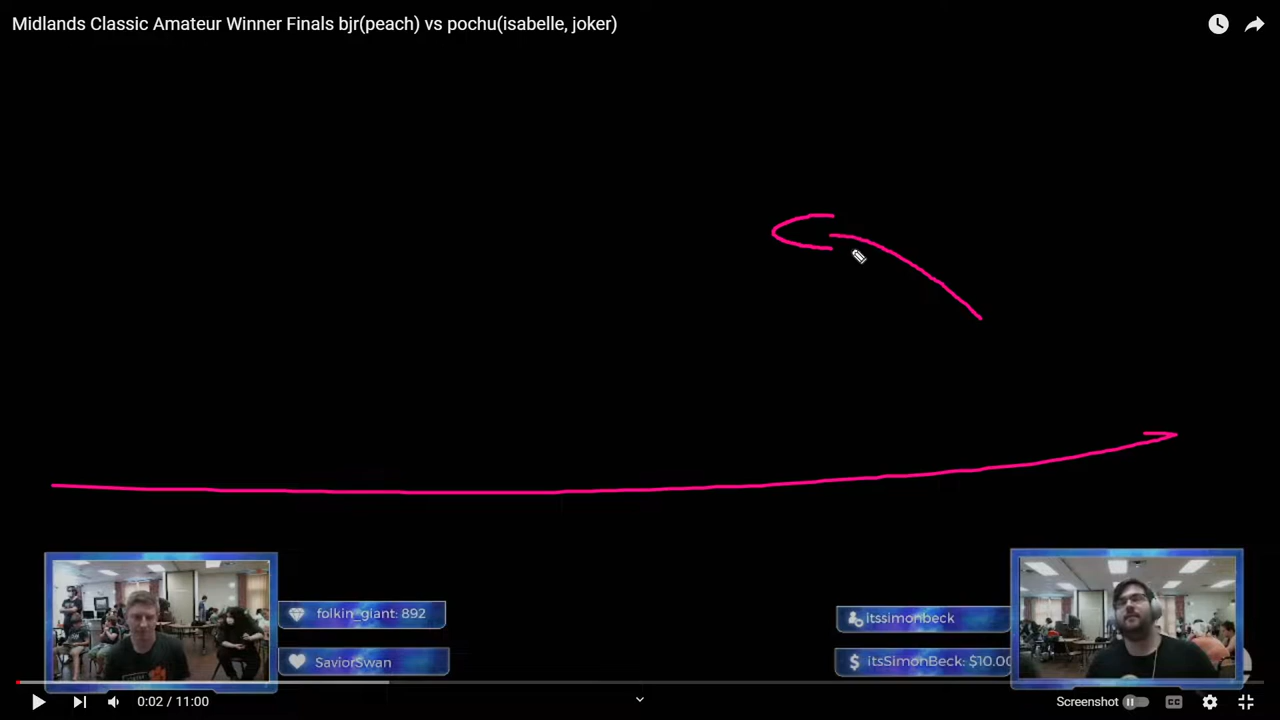 Midlands Classic Amateur Winner Finals bjr(peach) vs pochu(isabelle, joker)
folkin_giant: 892
itssimonbeck
SaviorSwan
itsSimonBeck: $10.00
0:02 / 11:00
Screenshot
CC